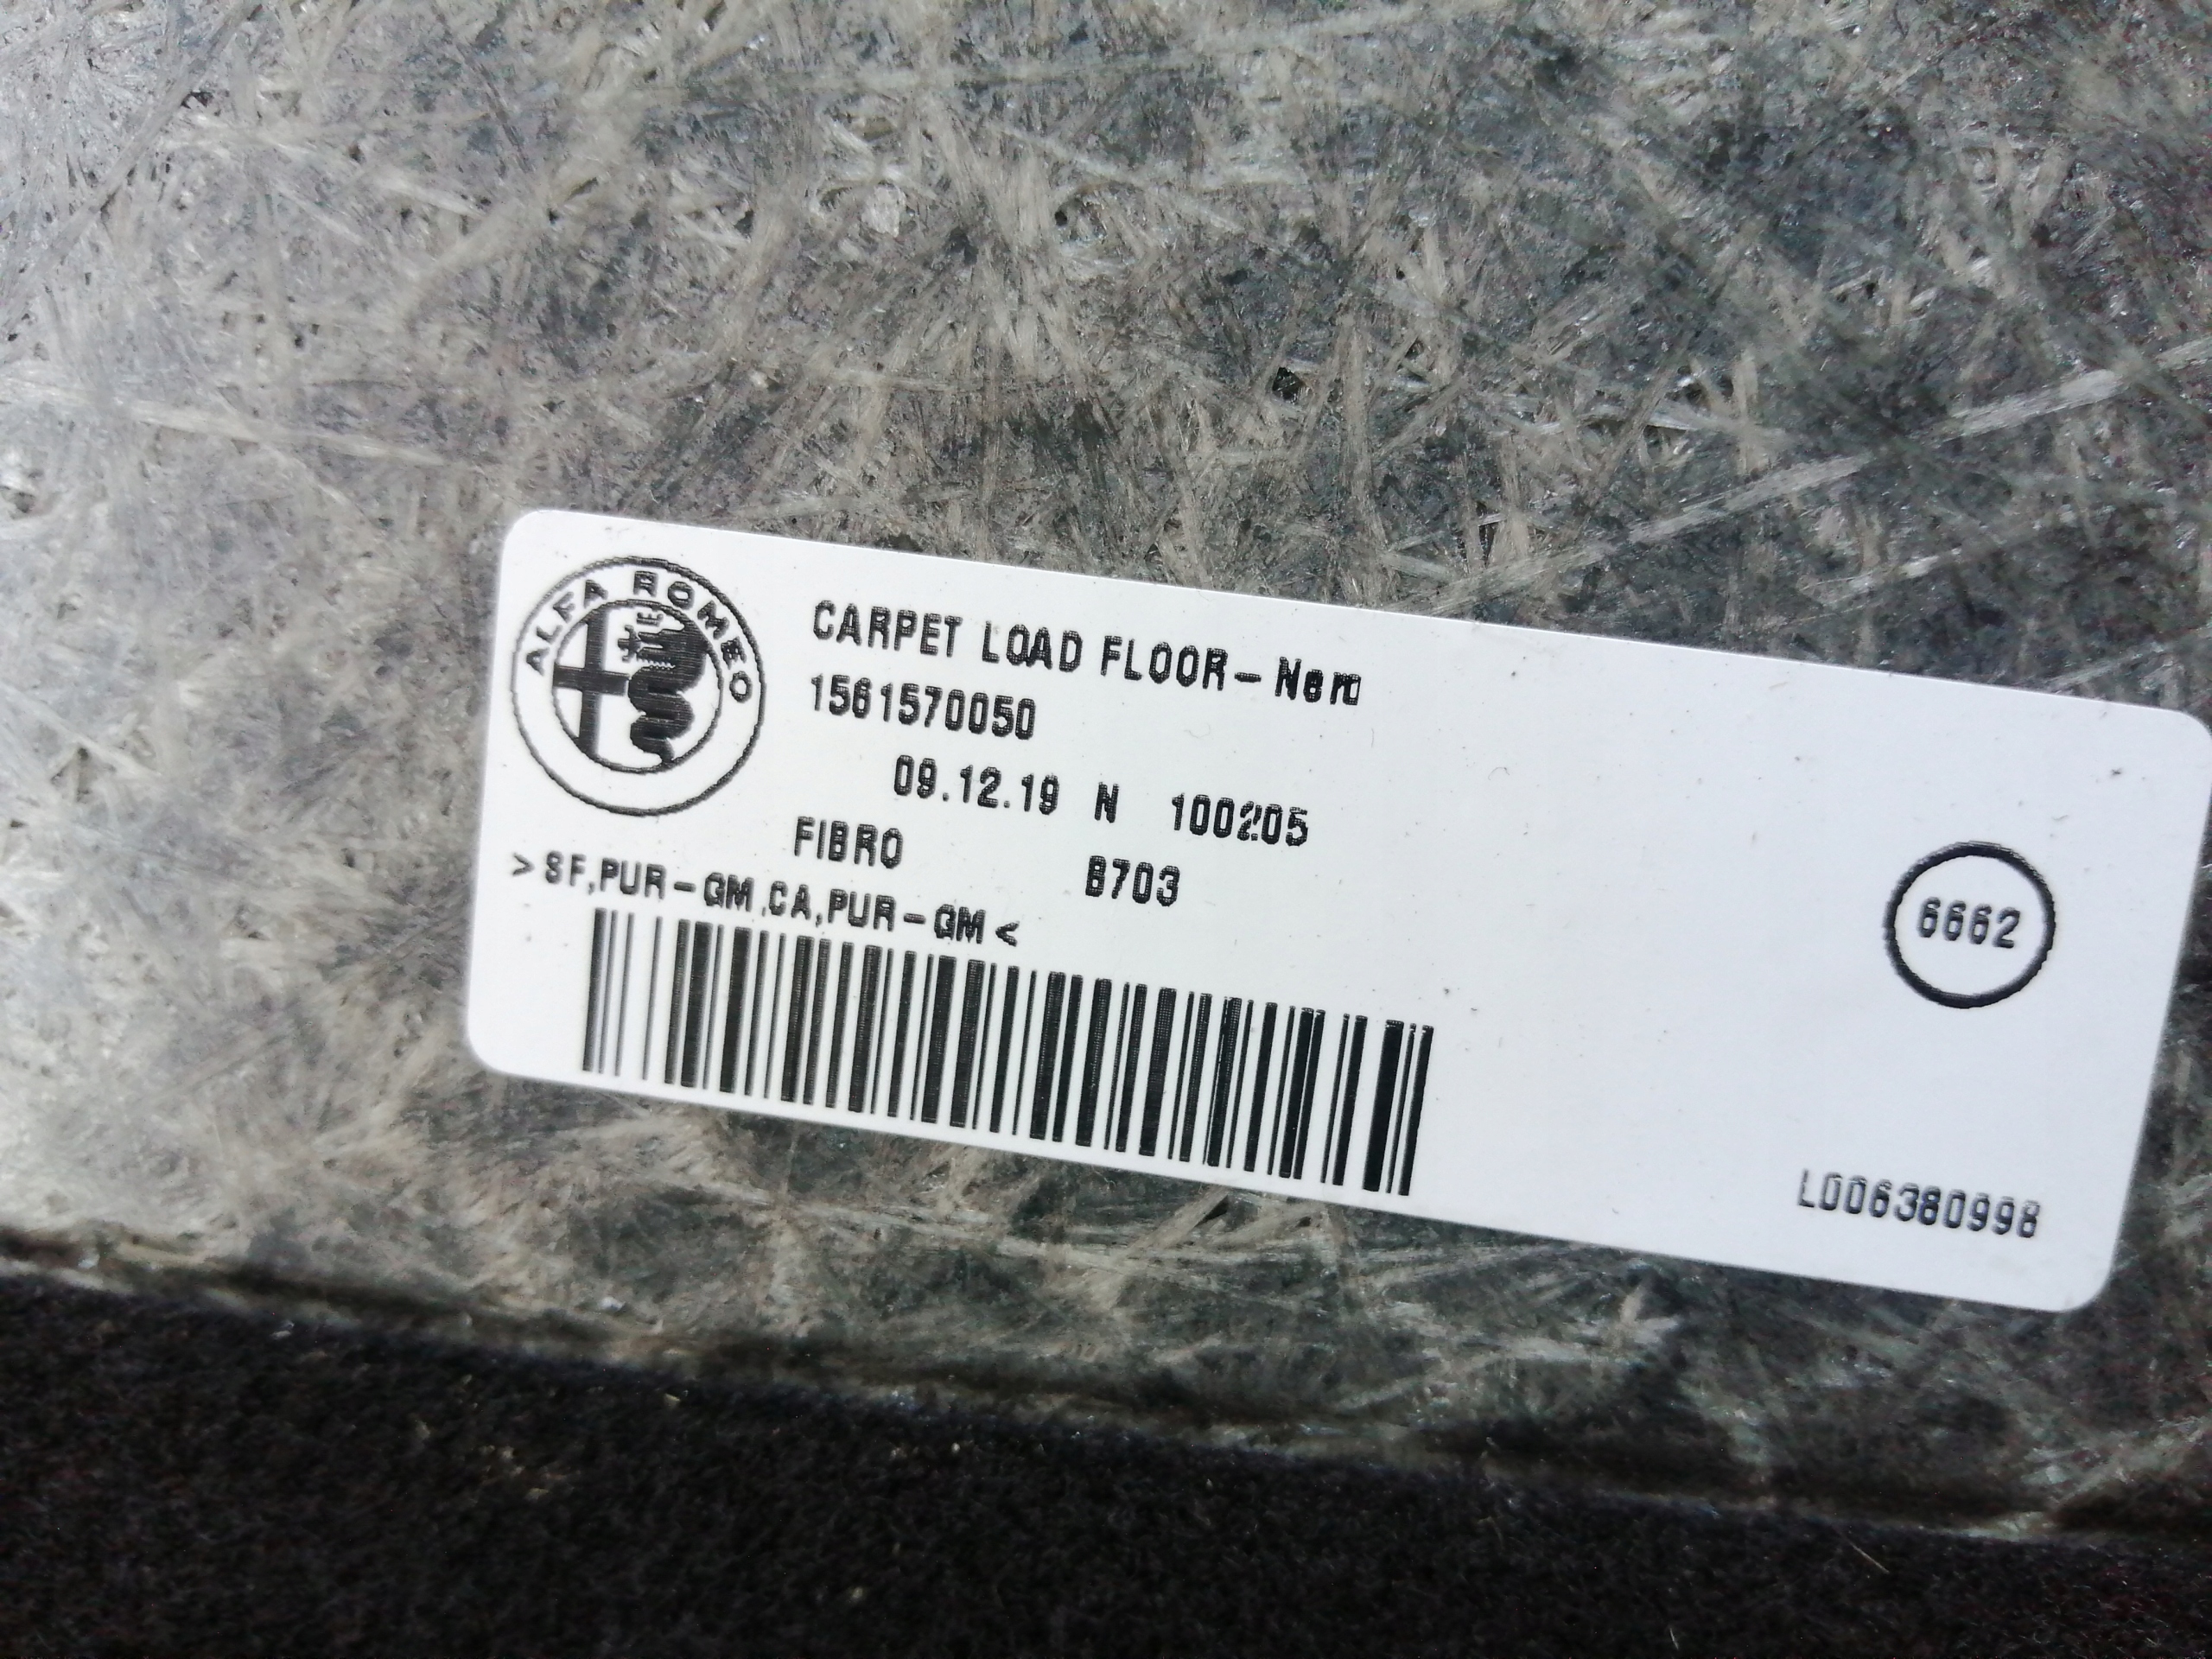 ALFA ROMEO
CARPET LOAD FLOOR-Nero
1561570050
09.12.19 N 100205
FIBRO B703
>SF,PUR-GM.CA,PUR-GM<
6662
L006380998